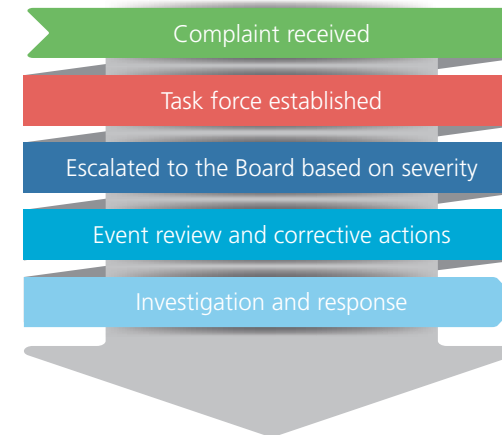 Complaint received
Task force established
Escalated to the Board based on severity
Event review and corrective actions
Investigation and response